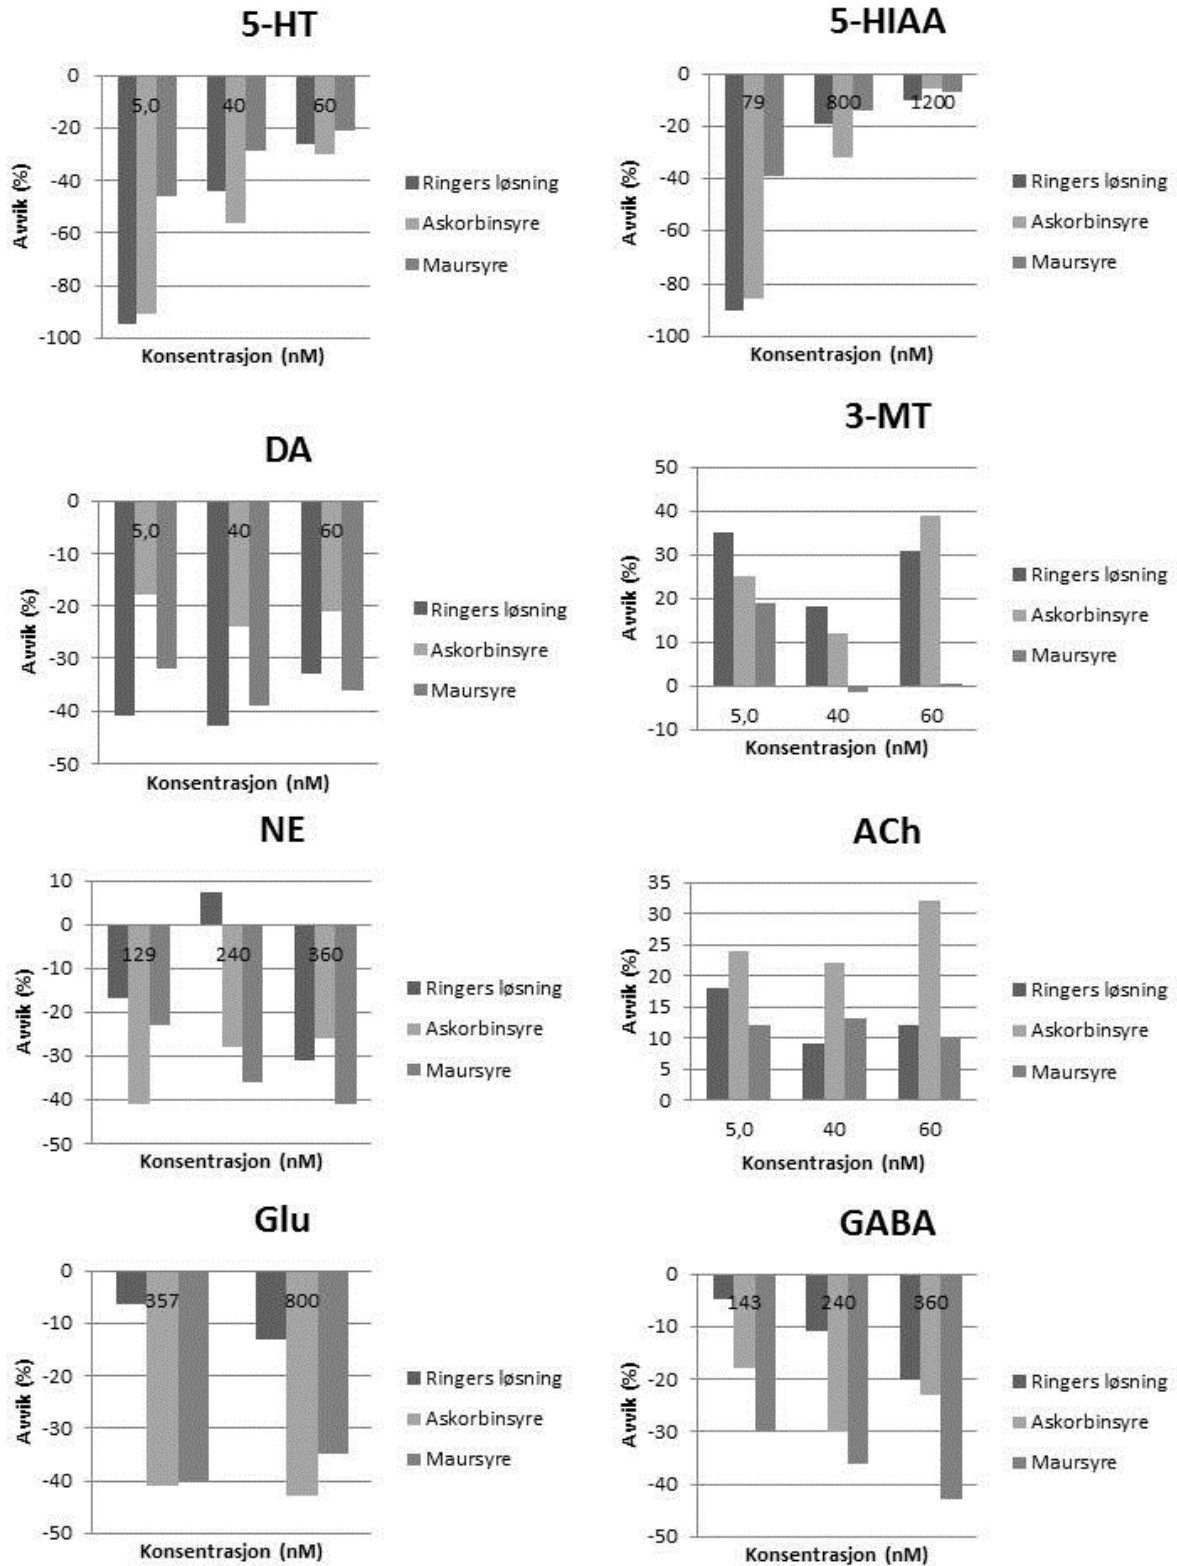 5-HT
0
-20
-40
-60
-80
-100
Avvik (%)
5,0 40 60
Konsentrasjon (nM)
Ringers løsning
Askorbinsyre
Maursyre
5-HIAA
0
-20
-40
-60
-80
-100
Avvik (%)
79 800 1200
Konsentrasjon (nM)
Ringers løsning
Askorbinsyre
Maursyre
DA
0
-10
-20
-30
-40
-50
Avvik (%)
5,0 40 60
Konsentrasjon (nM)
Ringers løsning
Askorbinsyre
Maursyre
3-MT
50
40
30
20
10
0
-10
Avvik (%)
5,0 40 60
Konsentrasjon (nM)
Ringers løsning
Askorbinsyre
Maursyre
NE
10
0
-10
-20
-30
-40
-50
Avvik (%)
129 240 360
Konsentrasjon (nM)
Ringers løsning
Askorbinsyre
Maursyre
ACh
35
30
25
20
15
10
5
0
Avvik (%)
5,0 40 60
Konsentrasjon (nM)
Ringers løsning
Askorbinsyre
Maursyre
Glu
0
-10
-20
-30
-40
-50
Avvik (%)
357 800
Konsentrasjon (nM)
Ringers løsning
Askorbinsyre
Maursyre
GABA
0
-10
-20
-30
-40
-50
Avvik (%)
143 240 360
Konsentrasjon (nM)
Ringers løsning
Askorbinsyre
Maursyre